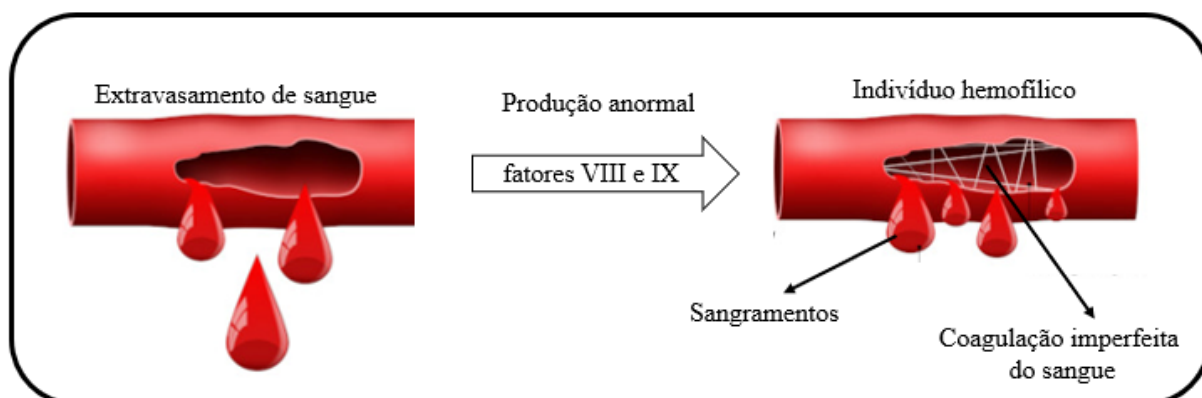 Extravasamento de sangue
Produção anormal
fatores VIII e IX
Indivíduo hemofílico
Sangramentos
Coagulação imperfeita
do sangue